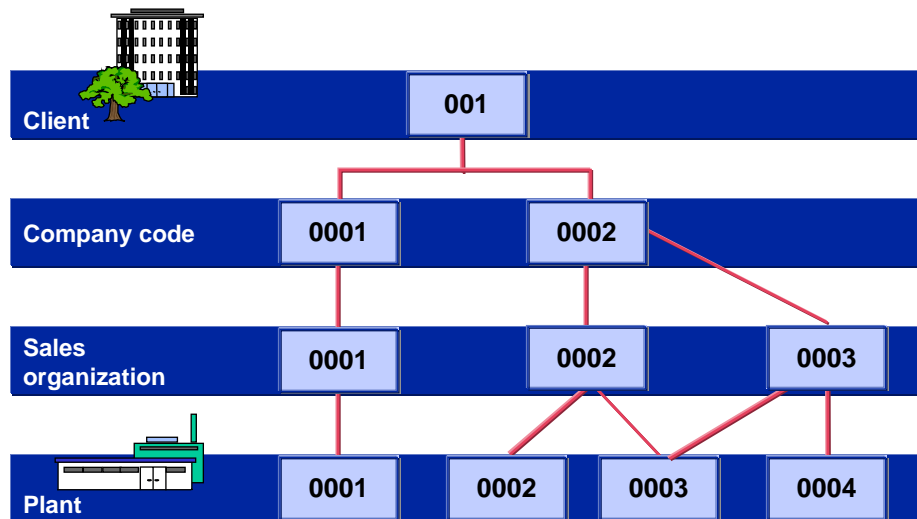 Client
001
Company code
0001
0002
Sales
organization
0001
0002
0003
Plant
0001
0002
0003
0004